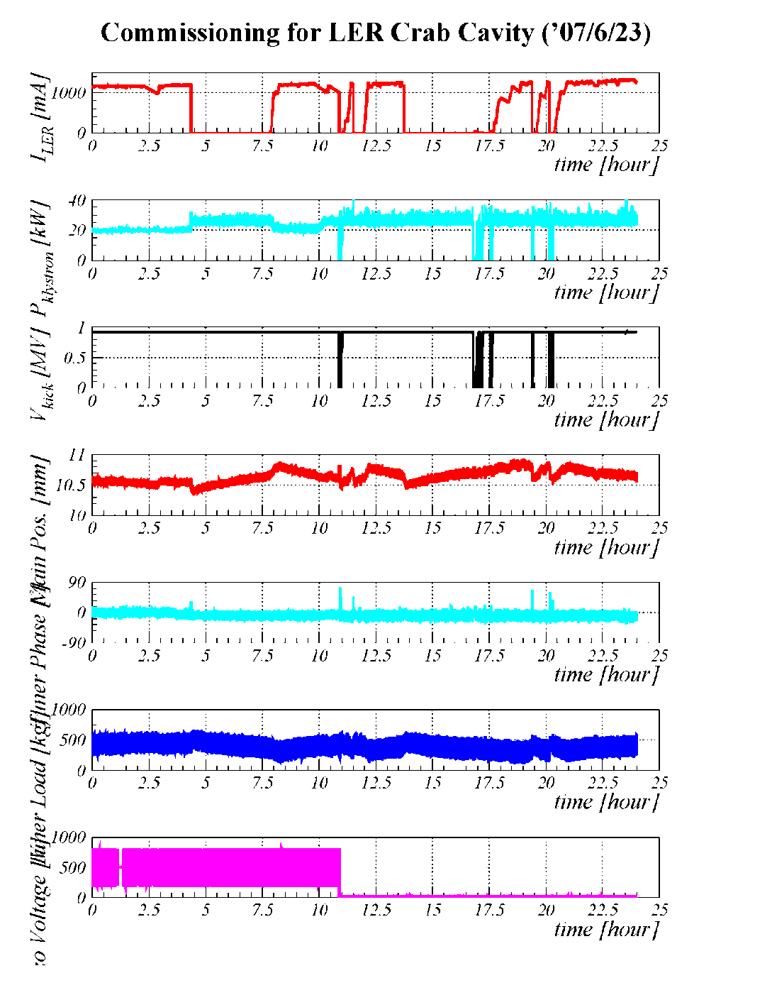 Commissioning for LER Crab Cavity ('07/6/23)
I_LER [mA]
1000
0
0 2.5 5 7.5 10 12.5 15 17.5 20 22.5 25
time [hour]
P_klystron [kW]
40
20
0
0 2.5 5 7.5 10 12.5 15 17.5 20 22.5 25
time [hour]
V_kick [MV]
1
0.5
0
0 2.5 5 7.5 10 12.5 15 17.5 20 22.5 25
time [hour]
Main Pos. [mm]
11
10.5
10
0 2.5 5 7.5 10 12.5 15 17.5 20 22.5 25
time [hour]
Phase
90
0
-90
0 2.5 5 7.5 10 12.5 15 17.5 20 22.5 25
time [hour]
Load [kgf]
1000
500
0
0 2.5 5 7.5 10 12.5 15 17.5 20 22.5 25
time [hour]
Voltage
1000
500
0
0 2.5 5 7.5 10 12.5 15 17.5 20 22.5 25
time [hour]